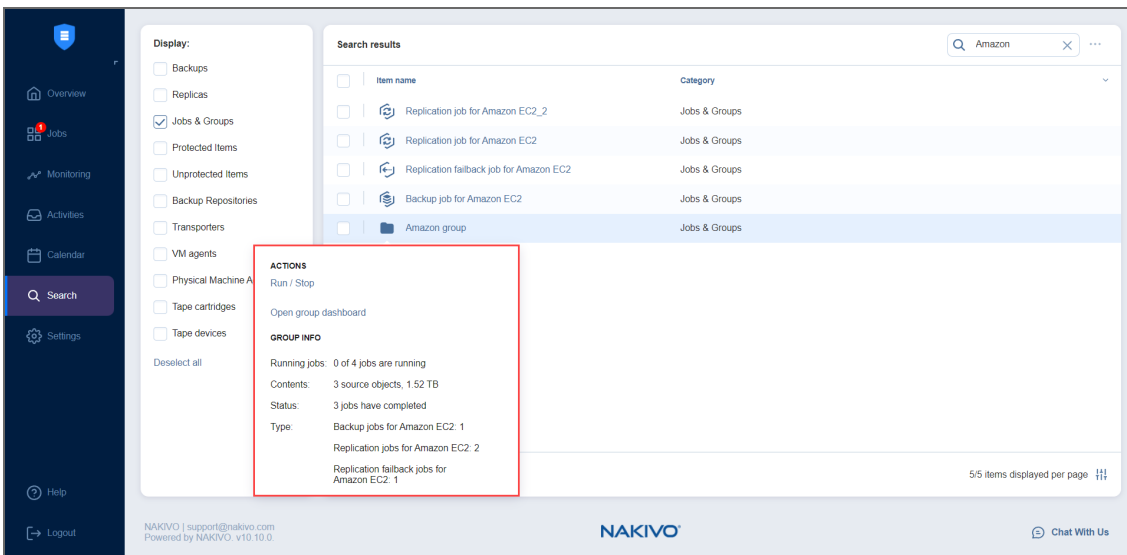 Overview
1
Jobs
Monitoring
Activities
Calendar
Search
Settings
Help
Logout
Display:
Backups
Replicas
Jobs & Groups
Protected Items
Unprotected Items
Backup Repositories
Transporters
VM agents
Physical Machine A
Tape cartridges
Tape devices
Deselect all
Search results
Amazon
Item name Category
Replication job for Amazon EC2_2 Jobs & Groups
Replication job for Amazon EC2 Jobs & Groups
Replication failback job for Amazon EC2 Jobs & Groups
Backup job for Amazon EC2 Jobs & Groups
Amazon group Jobs & Groups
ACTIONS
Run / Stop
Open group dashboard
GROUP INFO
Running jobs: 0 of 4 jobs are running
Contents: 3 source objects, 1.52 TB
Status: 3 jobs have completed
Type: Backup jobs for Amazon EC2: 1
Replication jobs for Amazon EC2: 2
Replication failback jobs for
Amazon EC2: 1
5/5 items displayed per page
NAKIVO | support@nakivo.com
Powered by NAKIVO. v10.10.0.
NAKIVO
Chat With Us